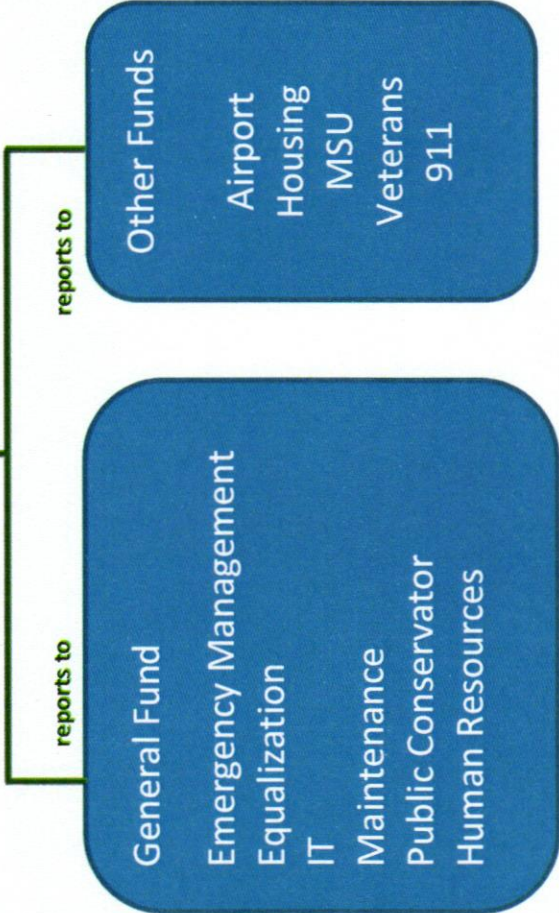 reports to
General Fund
Emergency Management
Equalization
IT
Maintenance
Public Conservator
Human Resources
reports to
Other Funds
Airport
Housing
MSU
Veterans
911